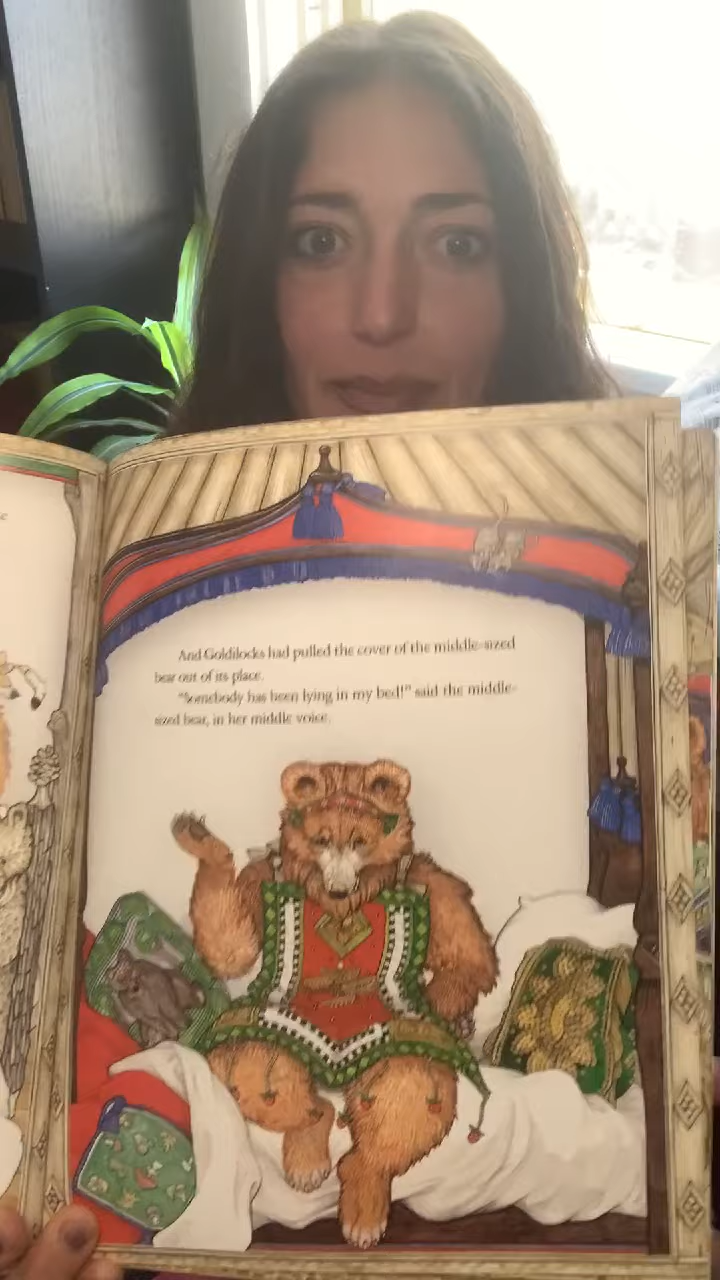 And Goldilocks had pulled the cover of the middle-sized
bear out of its place.
"Somebody has been lying in my bed!" said the middle-
sized bear, in her middle voice.